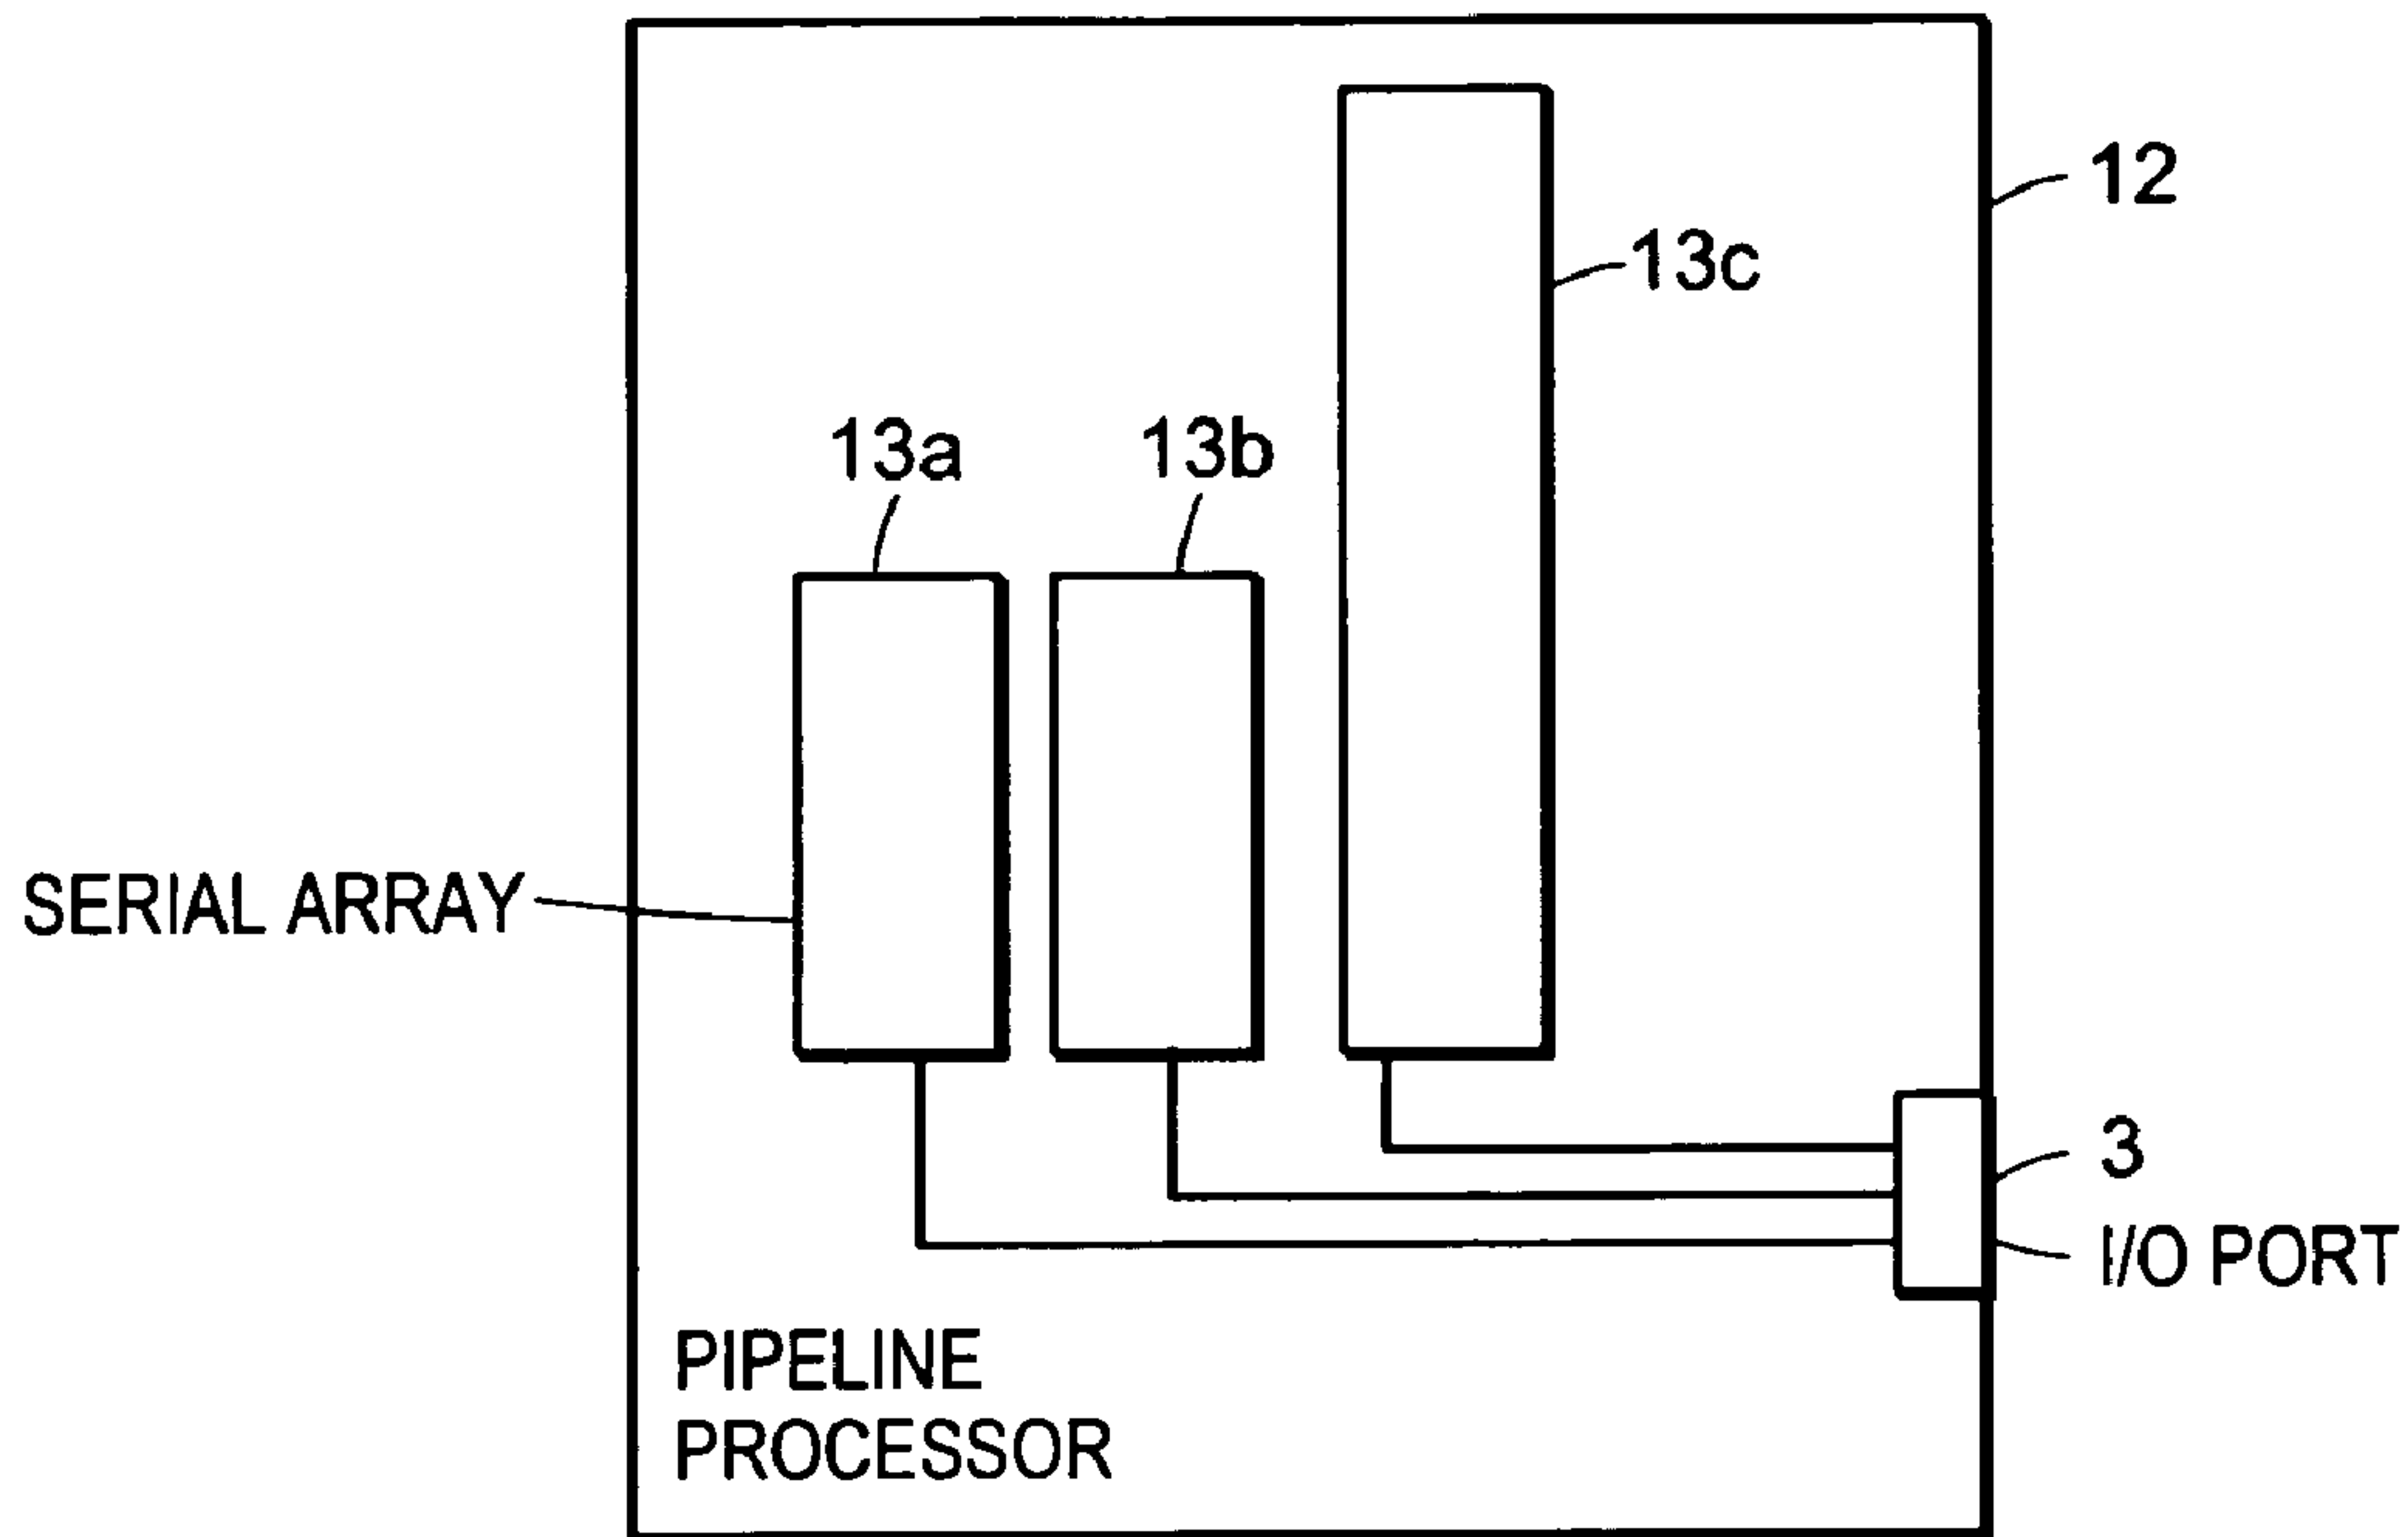 12
13c
13a
13b
SERIAL ARRAY
3
I/O PORT
PIPELINE
PROCESSOR